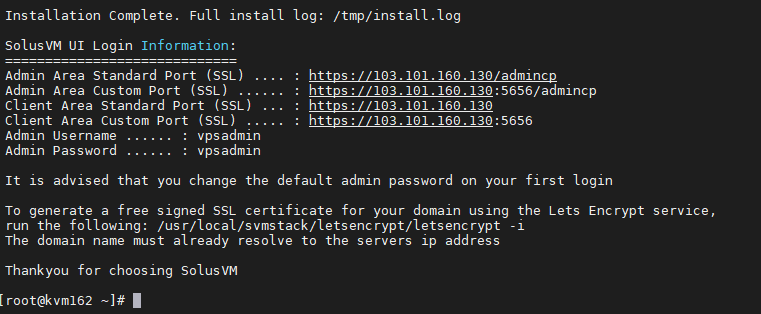 Installation Complete. Full install log: /tmp/install.log
SolusVM UI Login Information:
============================
Admin Area Standard Port (SSL) .... : https://103.101.160.130/admincp
Admin Area Custom Port (SSL) ...... : https://103.101.160.130:5656/admincp
Client Area Standard Port (SSL) ... : https://103.101.160.130
Client Area Custom Port (SSL) ..... : https://103.101.160.130:5656
Admin Username ...... : vpsadmin
Admin Password ...... : vpsadmin
It is advised that you change the default admin password on your first login
To generate a free signed SSL certificate for your domain using the Lets Encrypt service,
run the following: /usr/local/svmstack/letsencrypt/letsencrypt -i
The domain name must already resolve to the servers ip address
Thankyou for choosing SolusVM
[root@kvm162 ~]#